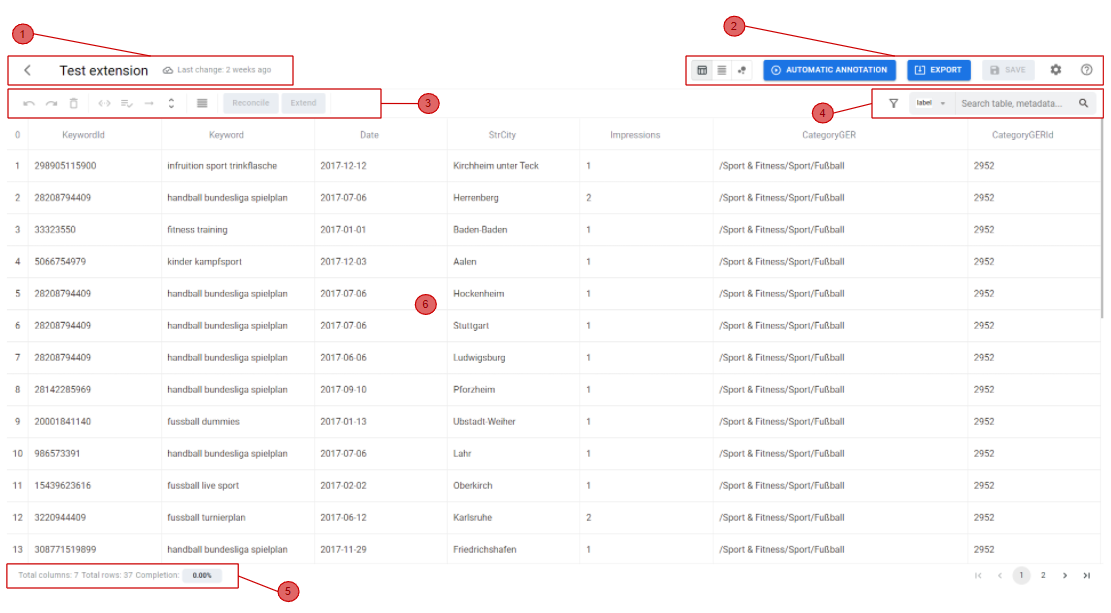 1
2
Test extension Last change: 2 weeks ago
AUTOMATIC ANNOTATION EXPORT SAVE
Reconcile Extend
3
4
label Search table, metadata...
0 KeywordId Keyword Date StrCity Impressions CategoryGER CategoryGERId
1 298905115900 infruition sport trinkflasche 2017-12-12 Kirchheim unter Teck 1 /Sport & Fitness/Sport/Fußball 2952
2 28208794409 handball bundesliga spielplan 2017-07-06 Herrenberg 2 /Sport & Fitness/Sport/Fußball 2952
3 33323550 fitness training 2017-01-01 Baden-Baden 1 /Sport & Fitness/Sport/Fußball 2952
4 5066754979 kinder kampfsport 2017-12-03 Aalen 1 /Sport & Fitness/Sport/Fußball 2952
5 28208794409 handball bundesliga spielplan 2017-07-06 Hockenheim 1 /Sport & Fitness/Sport/Fußball 2952
6
6 28208794409 handball bundesliga spielplan 2017-07-06 Stuttgart 1 /Sport & Fitness/Sport/Fußball 2952
7 28208794409 handball bundesliga spielplan 2017-06-06 Ludwigsburg 1 /Sport & Fitness/Sport/Fußball 2952
8 28142285969 handball bundesliga spielplan 2017-09-10 Pforzheim 1 /Sport & Fitness/Sport/Fußball 2952
9 20001841140 fussball dummies 2017-01-13 Ubstadt-Weiher 1 /Sport & Fitness/Sport/Fußball 2952
10 986573391 handball bundesliga spielplan 2017-07-06 Lahr 1 /Sport & Fitness/Sport/Fußball 2952
11 15439623616 fussball live sport 2017-02-02 Oberkirch 1 /Sport & Fitness/Sport/Fußball 2952
12 3220944409 fussball turnierplan 2017-06-12 Karlsruhe 2 /Sport & Fitness/Sport/Fußball 2952
13 308771519899 handball bundesliga spielplan 2017-11-29 Friedrichshafen 1 /Sport & Fitness/Sport/Fußball 2952
Total columns: 7 Total rows: 37 Completion: 0.00%
1 2
5